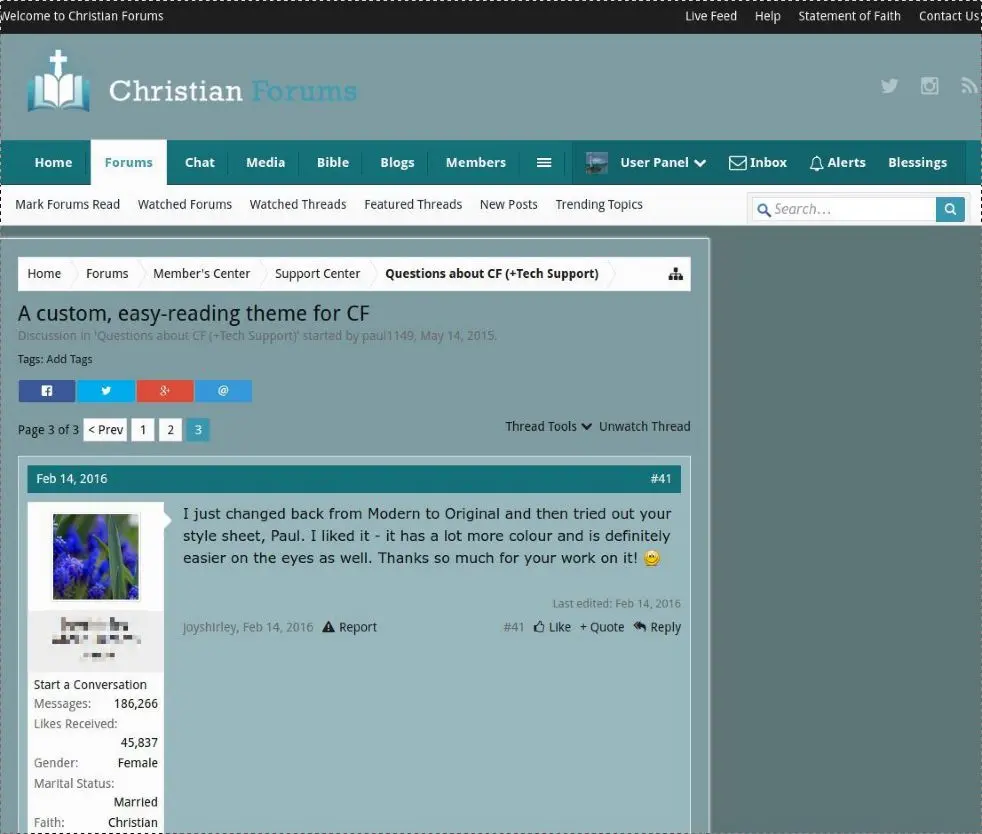 Welcome to Christian Forums
Live Feed Help Statement of Faith Contact Us
Christian Forums
Home Forums Chat Media Bible Blogs Members User Panel Inbox Alerts Blessings
Mark Forums Read Watched Forums Watched Threads Featured Threads New Posts Trending Topics Search...
Home Forums Member's Center Support Center Questions about CF (+Tech Support)
A custom, easy-reading theme for CF
Discussion in 'Questions about CF (+Tech Support)' started by paul1149, May 14, 2015.
Tags: Add Tags
Page 3 of 3 < Prev 1 2 3 Thread Tools Unwatch Thread
Feb 14, 2016 #41
I just changed back from Modern to Original and then tried out your
style sheet, Paul. I liked it - it has a lot more colour and is definitely
easier on the eyes as well. Thanks so much for your work on it!
Last edited: Feb 14, 2016
joyshirley, Feb 14, 2016 Report #41 Like + Quote Reply
Start a Conversation
Messages: 186,266
Likes Received:
45,837
Gender: Female
Marital Status:
Married
Faith: Christian